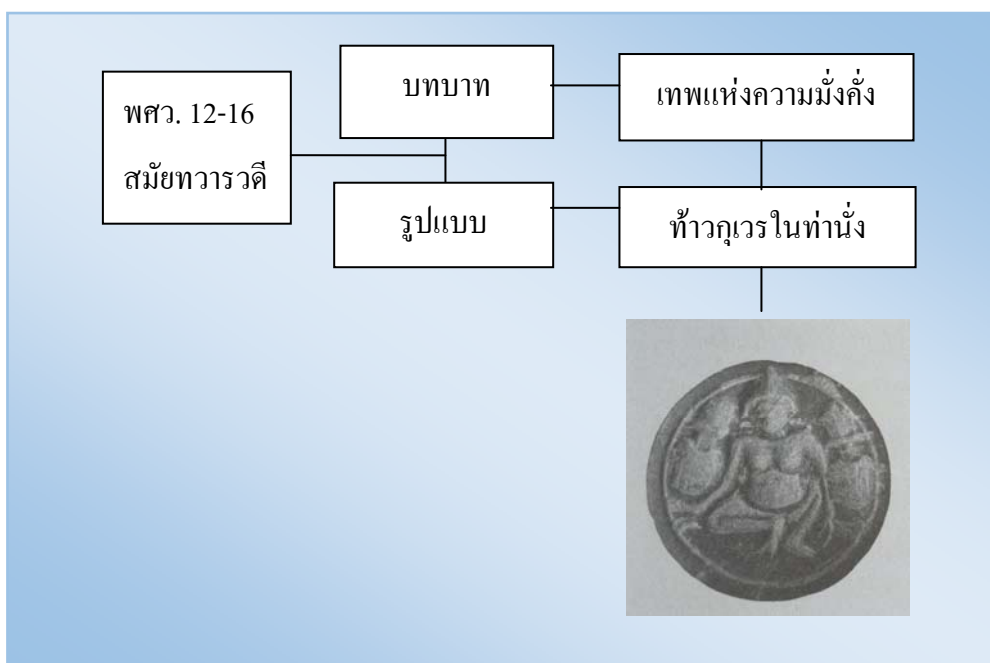 พศว. 12-16
สมัยทวารวดี
บทบาท
เทพแห่งความมั่งคั่ง
รูปแบบ
ท้าวกุเวรในท่านั่ง